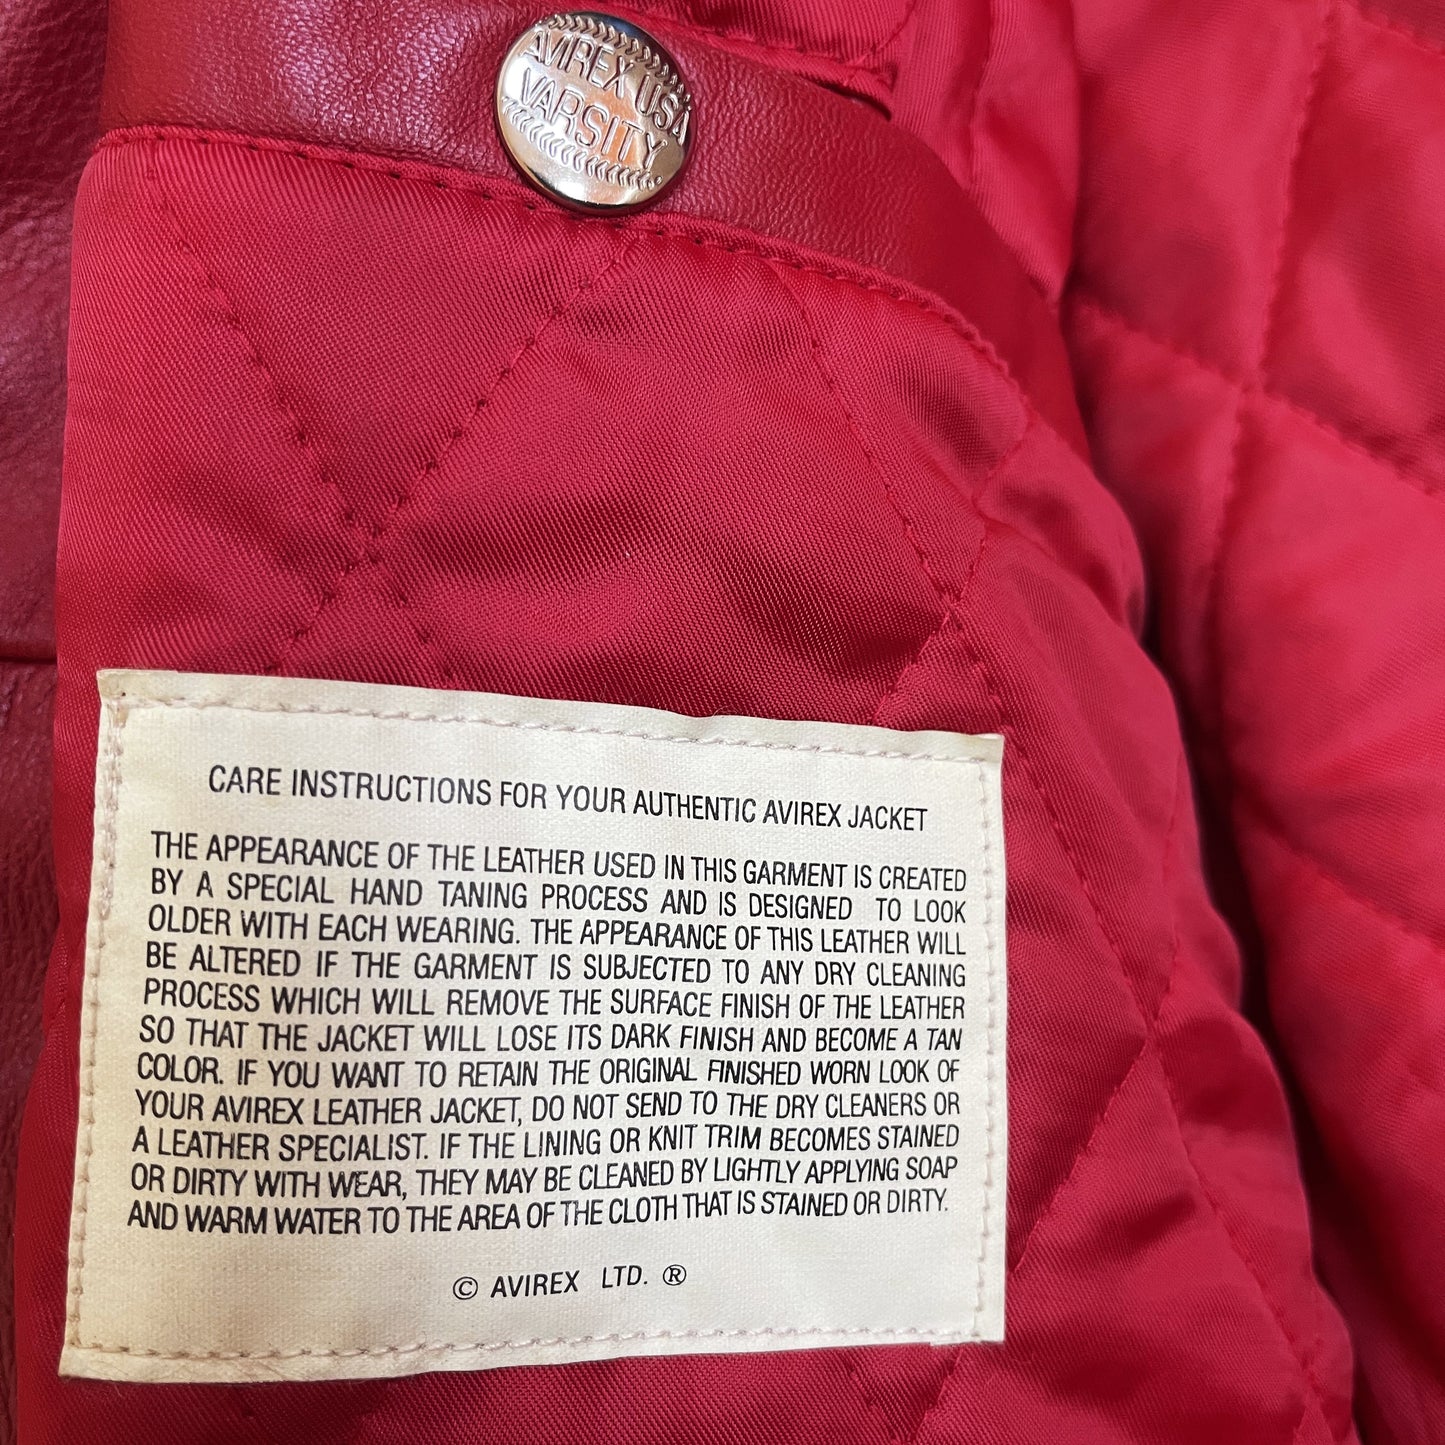 AVIREX USA
VARSITY
CARE INSTRUCTIONS FOR YOUR AUTHENTIC AVIREX JACKET
THE APPEARANCE OF THE LEATHER USED IN THIS GARMENT IS CREATED
BY A SPECIAL HAND TANING PROCESS AND IS DESIGNED TO LOOK
OLDER WITH EACH WEARING. THE APPEARANCE OF THIS LEATHER WILL
BE ALTERED IF THE GARMENT IS SUBJECTED TO ANY DRY CLEANING
PROCESS WHICH WILL REMOVE THE SURFACE FINISH OF THE LEATHER
SO THAT THE JACKET WILL LOSE ITS DARK FINISH AND BECOME A TAN
COLOR. IF YOU WANT TO RETAIN THE ORIGINAL FINISHED WORN LOOK OF
YOUR AVIREX LEATHER JACKET, DO NOT SEND TO THE DRY CLEANERS OR
A LEATHER SPECIALIST. IF THE LINING OR KNIT TRIM BECOMES STAINED
OR DIRTY WITH WEAR, THEY MAY BE CLEANED BY LIGHTLY APPLYING SOAP
AND WARM WATER TO THE AREA OF THE CLOTH THAT IS STAINED OR DIRTY.
© AVIREX LTD. ®